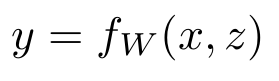 y = f_W(x, z)